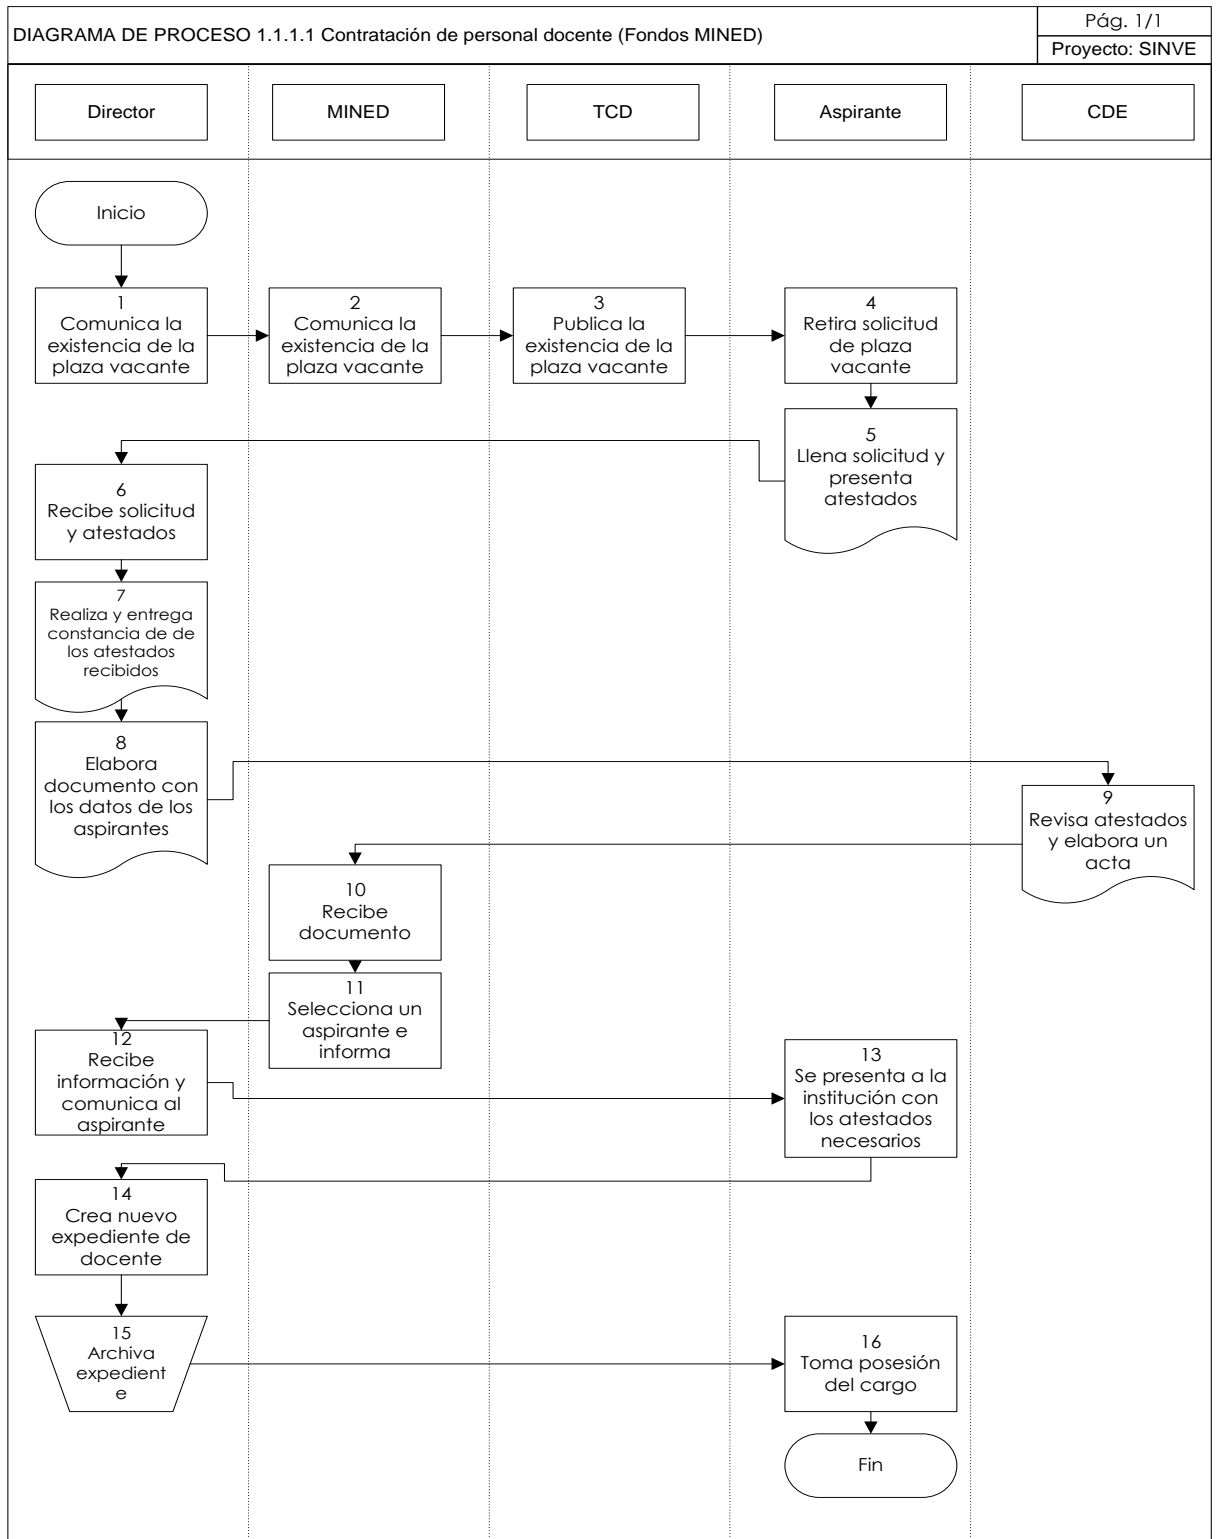 DIAGRAMA DE PROCESO 1.1.1.1 Contratación de personal docente (Fondos MINED)
Pág. 1/1
Proyecto: SINVE
Director
MINED
TCD
Aspirante
CDE
Inicio
1
Comunica la
existencia de la
plaza vacante
2
Comunica la
existencia de la
plaza vacante
3
Publica la
existencia de la
plaza vacante
4
Retira solicitud
de plaza
vacante
5
Llena solicitud y
presenta
atestados
6
Recibe solicitud
y atestados
7
Realiza y entrega
constancia de de
los atestados
recibidos
8
Elabora
documento con
los datos de los
aspirantes
9
Revisa atestados
y elabora un
acta
10
Recibe
documento
11
Selecciona un
aspirante e
informa
12
Recibe
información y
comunica al
aspirante
13
Se presenta a la
institución con
los atestados
necesarios
14
Crea nuevo
expediente de
docente
15
Archiva
expedient
e
16
Toma posesión
del cargo
Fin